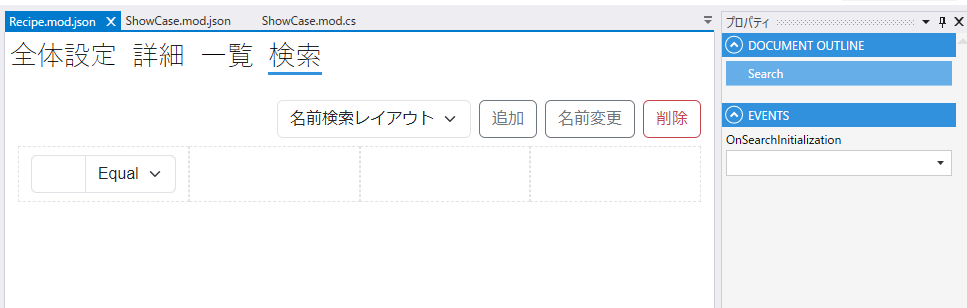 Recipe.mod.json ShowCase.mod.json ShowCase.mod.cs
全体設定 詳細 一覧 検索
名前検索レイアウト 追加 名前変更 削除
Equal
プロパティ
DOCUMENT OUTLINE
Search
EVENTS
OnSearchInitialization